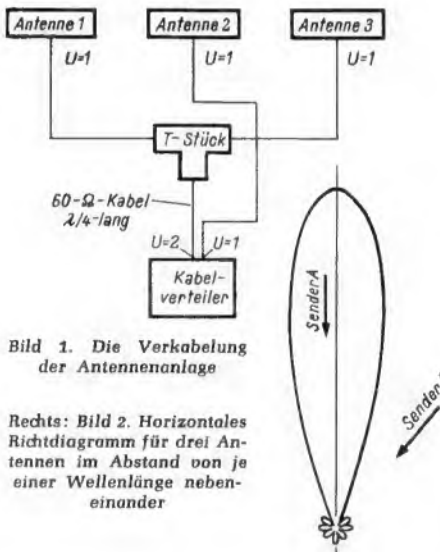 Antenne 1
Antenne 2
Antenne 3
U=1
U=1
U=1
T-Stück
60-Ω-Kabel
λ/4-lang
U=2
U=1
Kabel-
verteiler
Sender A
Sender
Bild 1. Die Verkabelung
der Antennenanlage
Rechts: Bild 2. Horizontales
Richtdiagramm für drei An-
tennen im Abstand von je
einer Wellenlänge neben-
einander